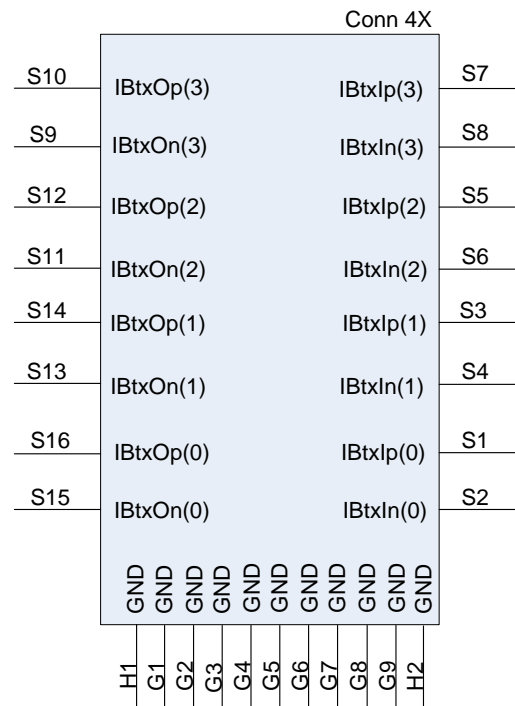 Conn 4X
S10 IBtxOp(3) IBtxIp(3) S7
S9 IBtxOn(3) IBtxIn(3) S8
S12 IBtxOp(2) IBtxIp(2) S5
S11 IBtxOn(2) IBtxIn(2) S6
S14 IBtxOp(1) IBtxIp(1) S3
S13 IBtxOn(1) IBtxIn(1) S4
S16 IBtxOp(0) IBtxIp(0) S1
S15 IBtxOn(0) IBtxIn(0) S2
GND GND GND GND GND GND GND GND GND GND GND
H1 G1 G2 G3 G4 G5 G6 G7 G8 G9 H2